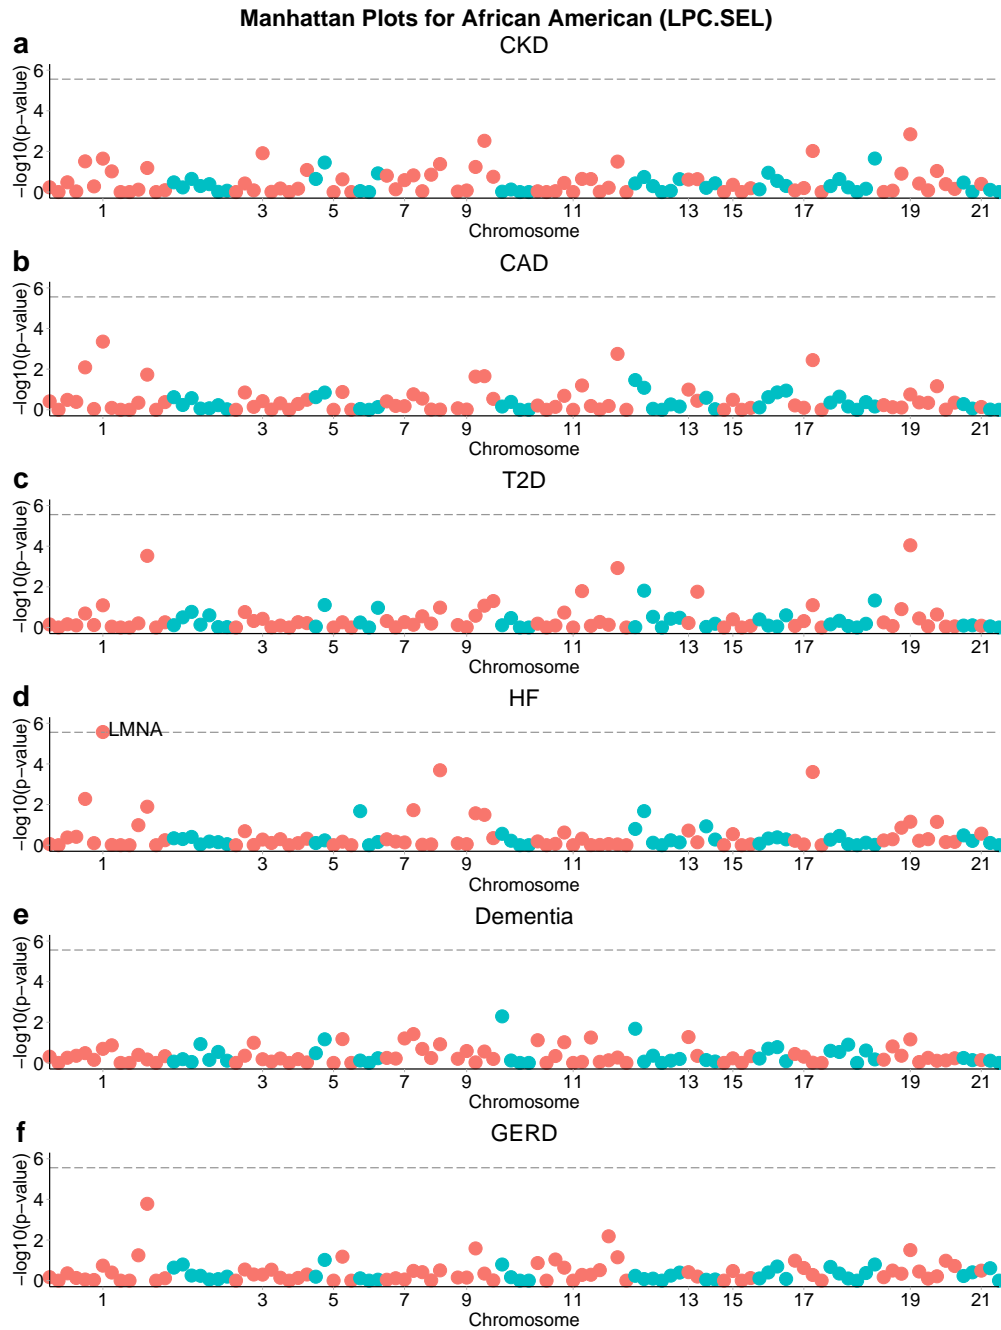 Manhattan Plots for African American (LPC.SEL)
a
CKD
−log10(p−value)
6
4
2
0
1 3 5 7 9 11 13 15 17 19 21
Chromosome
b
CAD
−log10(p−value)
6
4
2
0
1 3 5 7 9 11 13 15 17 19 21
Chromosome
c
T2D
−log10(p−value)
6
4
2
0
1 3 5 7 9 11 13 15 17 19 21
Chromosome
d
HF
−log10(p−value)
6
4
2
0
LMNA
1 3 5 7 9 11 13 15 17 19 21
Chromosome
e
Dementia
−log10(p−value)
6
4
2
0
1 3 5 7 9 11 13 15 17 19 21
Chromosome
f
GERD
−log10(p−value)
6
4
2
0
1 3 5 7 9 11 13 15 17 19 21
Chromosome